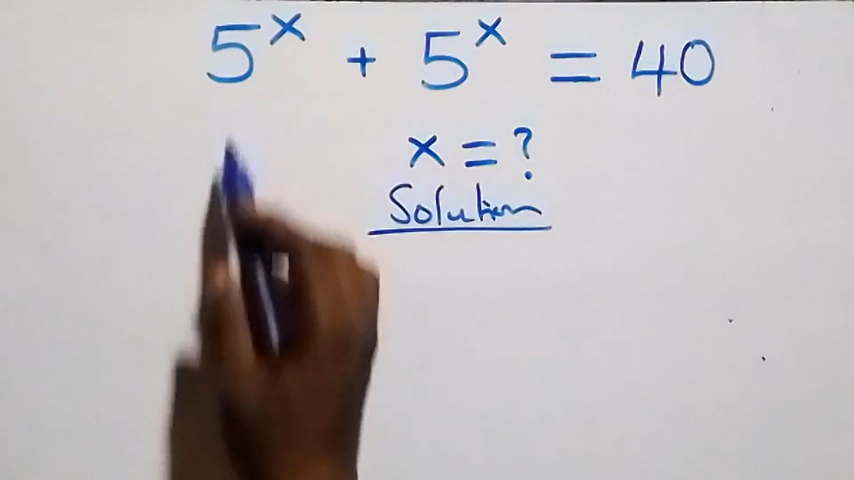 5^x + 5^x = 40
x = ?
Solution